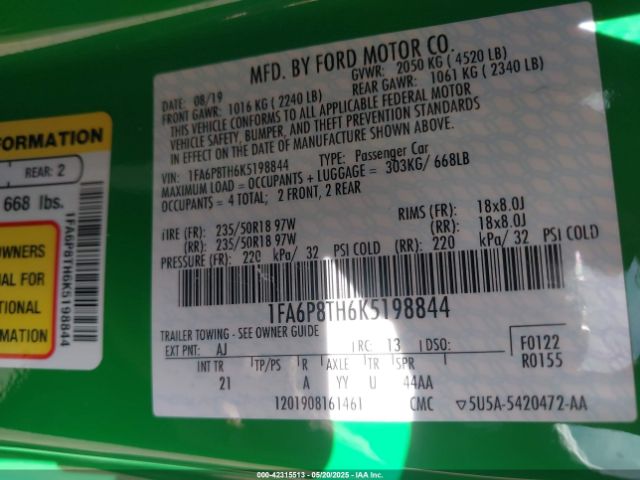 MFD. BY FORD MOTOR CO.
DATE: 08/19 GVWR: 2050 KG ( 4520 LB)
FRONT GAWR: 1016 KG ( 2240 LB) REAR GAWR: 1061 KG ( 2340 LB)
THIS VEHICLE CONFORMS TO ALL APPLICABLE FEDERAL MOTOR
VEHICLE SAFETY, BUMPER, AND THEFT PREVENTION STANDARDS
IN EFFECT ON THE DATE OF MANUFACTURE SHOWN ABOVE.
VIN: 1FA6P8TH6K5198844 TYPE: Passenger Car
MAXIMUM LOAD = OCCUPANTS + LUGGAGE = 303KG/ 668LB
OCCUPANTS = 4 TOTAL; 2 FRONT, 2 REAR
TIRE (FR): 235/50R18 97W RIMS (FR): 18x8.0J
(RR): 235/50R18 97W (RR): 18x8.0J
PRESSURE (FR): 220 kPa/ 32 PSI COLD (RR): 220 kPa/ 32 PSI COLD
1FA6P8TH6K5198844
TRAILER TOWING - SEE OWNER GUIDE
EXT PNT: AJ RC: 13 DSO: F0122
R0155
INT TR TP/PS R AXLE TR SPR
21 A YY U 44AA
1201908161461 CMC ▽5U5A-5420472-AA
FORMATION
REAR: 2
668 lbs.
OWNERS
UAL FOR
TIONAL
RMATION
1FA6P8TH6K5198844
00-42315513 — 05/20/2025 — IAAI.com